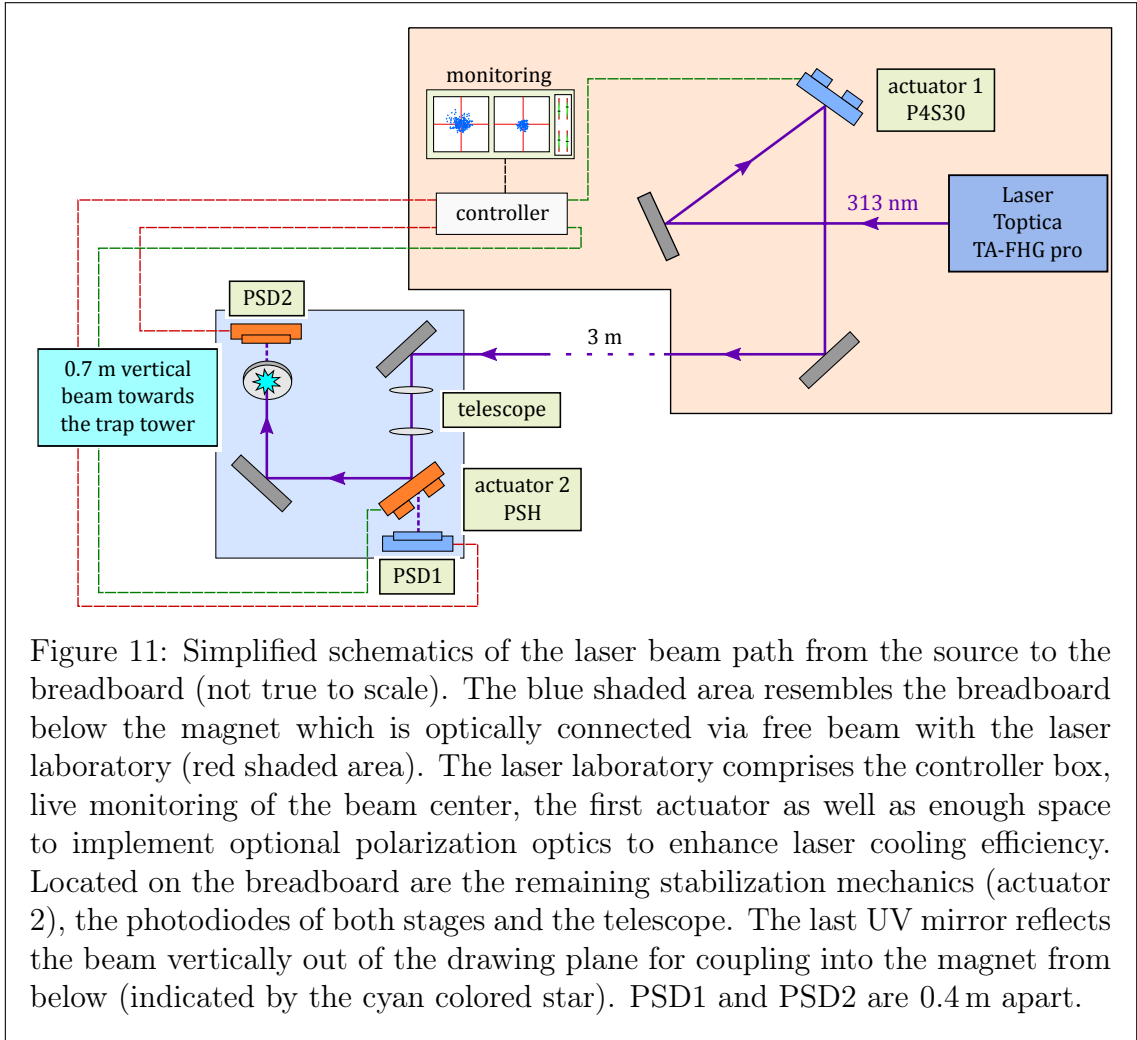 monitoring
controller
actuator 1
P4S30
313 nm
Laser
Toptica
TA-FHG pro
PSD2
3 m
0.7 m vertical
beam towards
the trap tower
telescope
actuator 2
PSH
PSD1
Figure 11: Simplified schematics of the laser beam path from the source to the
breadboard (not true to scale). The blue shaded area resembles the breadboard
below the magnet which is optically connected via free beam with the laser
laboratory (red shaded area). The laser laboratory comprises the controller box,
live monitoring of the beam center, the first actuator as well as enough space
to implement optional polarization optics to enhance laser cooling efficiency.
Located on the breadboard are the remaining stabilization mechanics (actuator
2), the photodiodes of both stages and the telescope. The last UV mirror reflects
the beam vertically out of the drawing plane for coupling into the magnet from
below (indicated by the cyan colored star). PSD1 and PSD2 are 0.4 m apart.